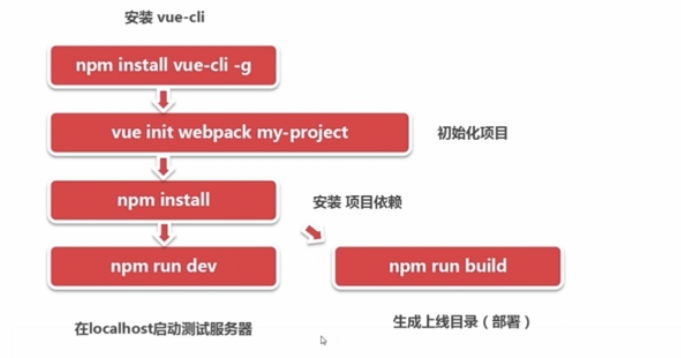 安装 vue-cli
npm install vue-cli -g
vue init webpack my-project
初始化项目
npm install
安装 项目依赖
npm run dev
npm run build
在localhost启动测试服务器
生成上线目录（部署）